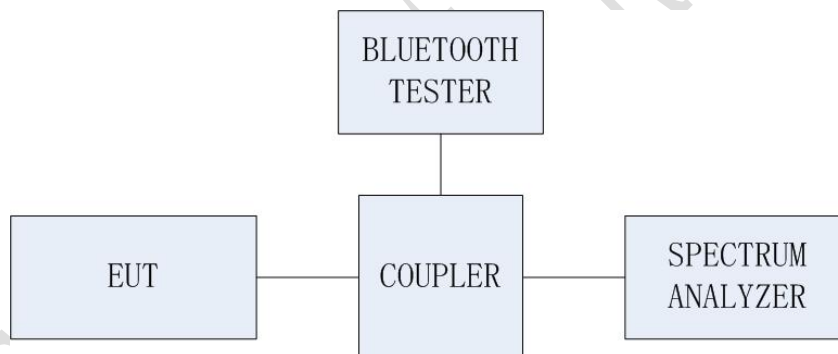 BLUETOOTH
TESTER
EUT
COUPLER
SPECTRUM
ANALYZER